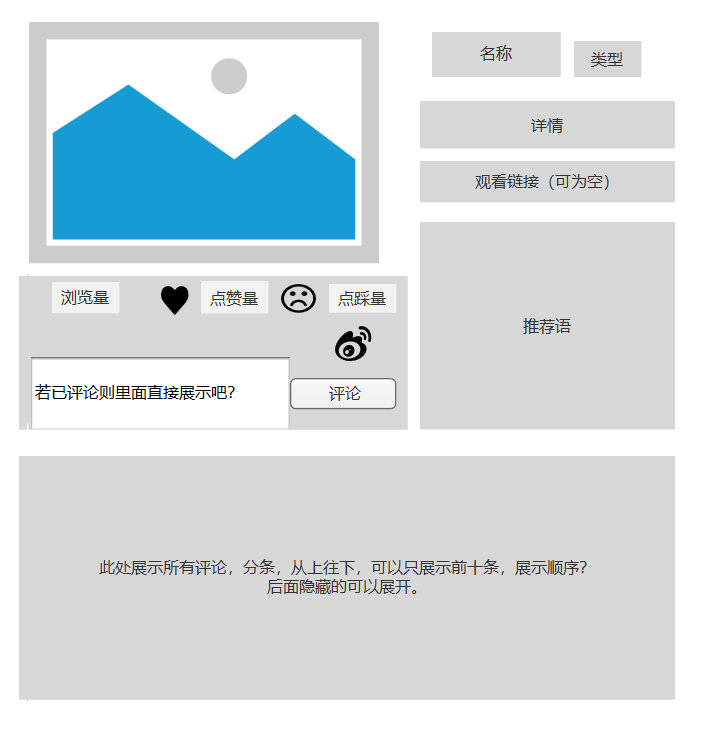 名称
类型
详情
观看链接（可为空）
推荐语
浏览量
点赞量
点踩量
若已评论则里面直接展示吧？
评论
此处展示所有评论，分条，从上往下，可以只展示前十条，展示顺序？
后面隐藏的可以展开。